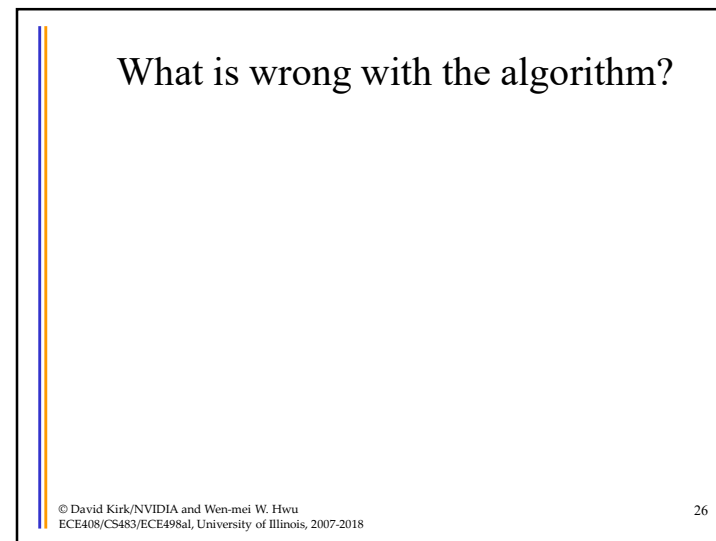 What is wrong with the algorithm?
© David Kirk/NVIDIA and Wen-mei W. Hwu
ECE408/CS483/ECE498al, University of Illinois, 2007-2018
26